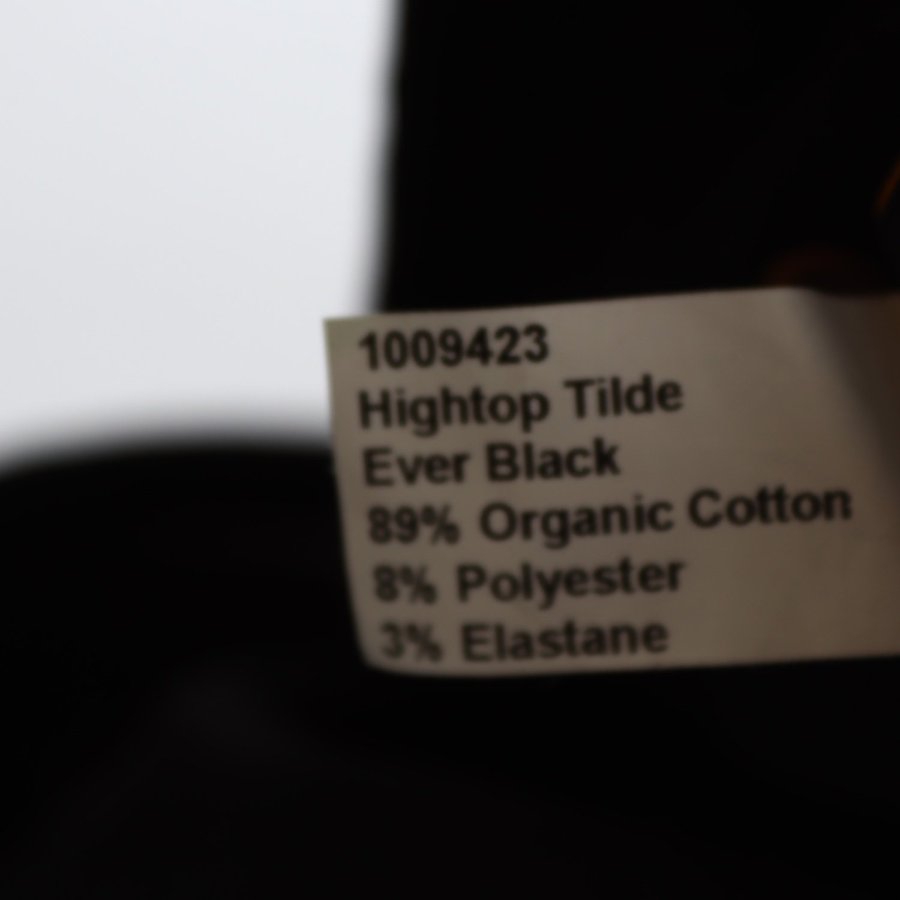 1009423
Hightop Tilde
Ever Black
89% Organic Cotton
8% Polyester
3% Elastane